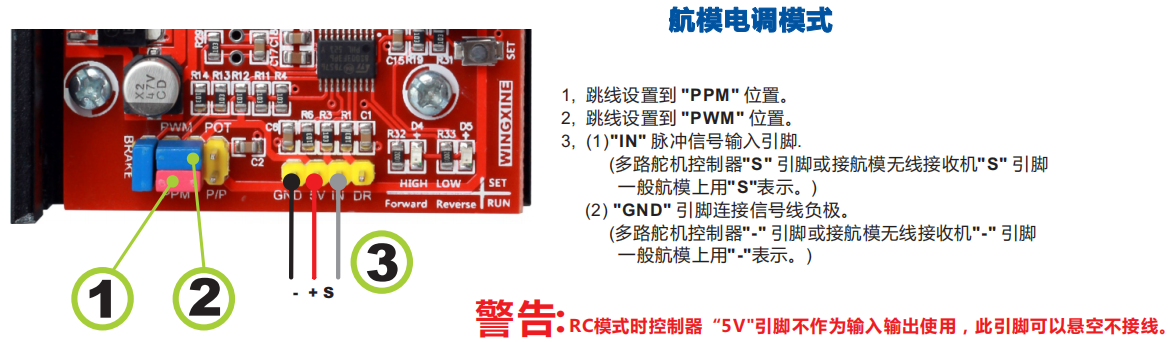 航模电调模式
1, 跳线设置到 "PPM" 位置。
2, 跳线设置到 "PWM" 位置。
3, (1)"IN" 脉冲信号输入引脚.
(多路舵机控制器"S" 引脚或接航模无线接收机"S" 引脚
一般航模上用"S"表示。)
(2) "GND" 引脚连接信号线负极。
(多路舵机控制器"-" 引脚或接航模无线接收机"-" 引脚
一般航模上用"-"表示。)
警告:RC模式时控制器“5V"引脚不作为输入输出使用，此引脚可以悬空不接线。
R29
C17
C18
C15 R19 R31
SET
X2
47V
CD
R14 R13 R12 R11 R4
PWM POT
BRAKE
C2
PPM P/P
C6 R6 R3 R1 C1
R32 D4 R33 D5
WINGXINE
HIGH LOW SET
GND 5V IN DR
Forward Reverse RUN
1
2
3
- + S